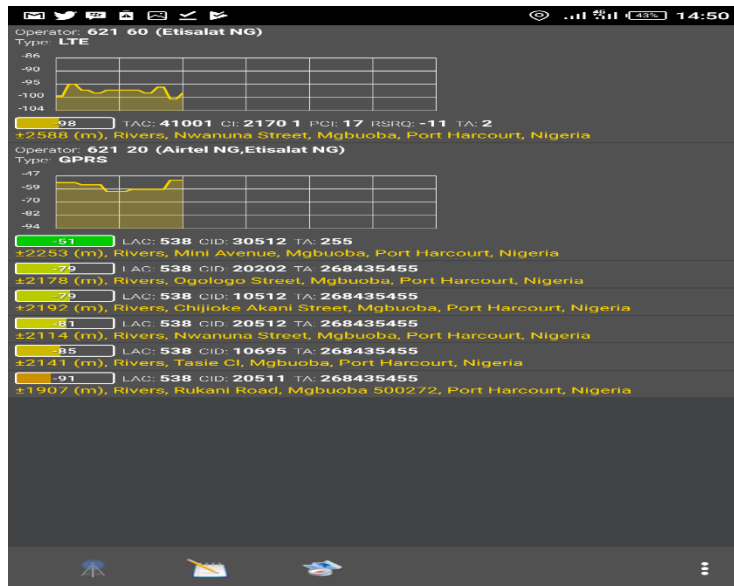 43% 14:50
Operator: 621 60 (Etisalat NG)
Type: LTE
-86
-90
-95
-100
-104
-98 TAC: 41001 CI: 2170 1 PCI: 17 RSRQ: -11 TA: 2
±2588 (m), Rivers, Nwanuna Street, Mgbuoba, Port Harcourt, Nigeria
Operator: 621 20 (Airtel NG,Etisalat NG)
Type: GPRS
-47
-59
-70
-82
-94
-51 LAC: 538 CID: 30512 TA: 255
±2253 (m), Rivers, Mini Avenue, Mgbuoba, Port Harcourt, Nigeria
-79 LAC: 538 CID: 20202 TA: 268435455
±2178 (m), Rivers, Ogologo Street, Mgbuoba, Port Harcourt, Nigeria
-79 LAC: 538 CID: 10512 TA: 268435455
±2192 (m), Rivers, Chijioke Akani Street, Mgbuoba, Port Harcourt, Nigeria
-81 LAC: 538 CID: 20512 TA: 268435455
±2114 (m), Rivers, Nwanuna Street, Mgbuoba, Port Harcourt, Nigeria
-85 LAC: 538 CID: 10695 TA: 268435455
±2141 (m), Rivers, Tasie Cl, Mgbuoba, Port Harcourt, Nigeria
-91 LAC: 538 CID: 20511 TA: 268435455
±1907 (m), Rivers, Rukani Road, Mgbuoba 500272, Port Harcourt, Nigeria